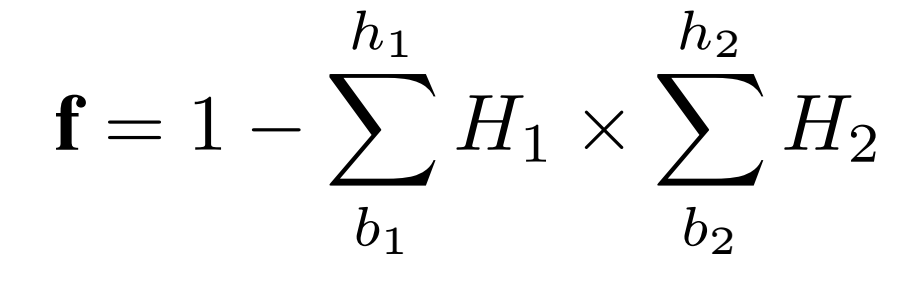 f = 1 − ∑_{b_1}^{h_1} H_1 × ∑_{b_2}^{h_2} H_2